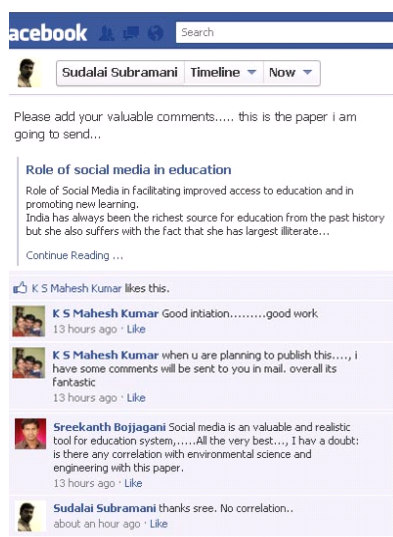 acebook Search
Sudalai Subramani Timeline Now
Please add your valuable comments..... this is the paper i am
going to send...
Role of social media in education
Role of Social Media in facilitating improved access to education and in
promoting new learning.
India has always been the richest source for education from the past history
but she also suffers with the fact that she has largest illiterate...
Continue Reading ...
K S Mahesh Kumar likes this.
K S Mahesh Kumar Good intiation.........good work
13 hours ago · Like
K S Mahesh Kumar when u are planning to publish this...., i
have some comments will be sent to you in mail. overall its
fantastic
13 hours ago · Like
Sreekanth Bojjagani Social media is an valuable and realistic
tool for education system,.....All the very best..., I hav a doubt:
is there any correlation with environmental science and
engineering with this paper.
13 hours ago · Like
Sudalai Subramani thanks sree. No correlation..
about an hour ago · Like